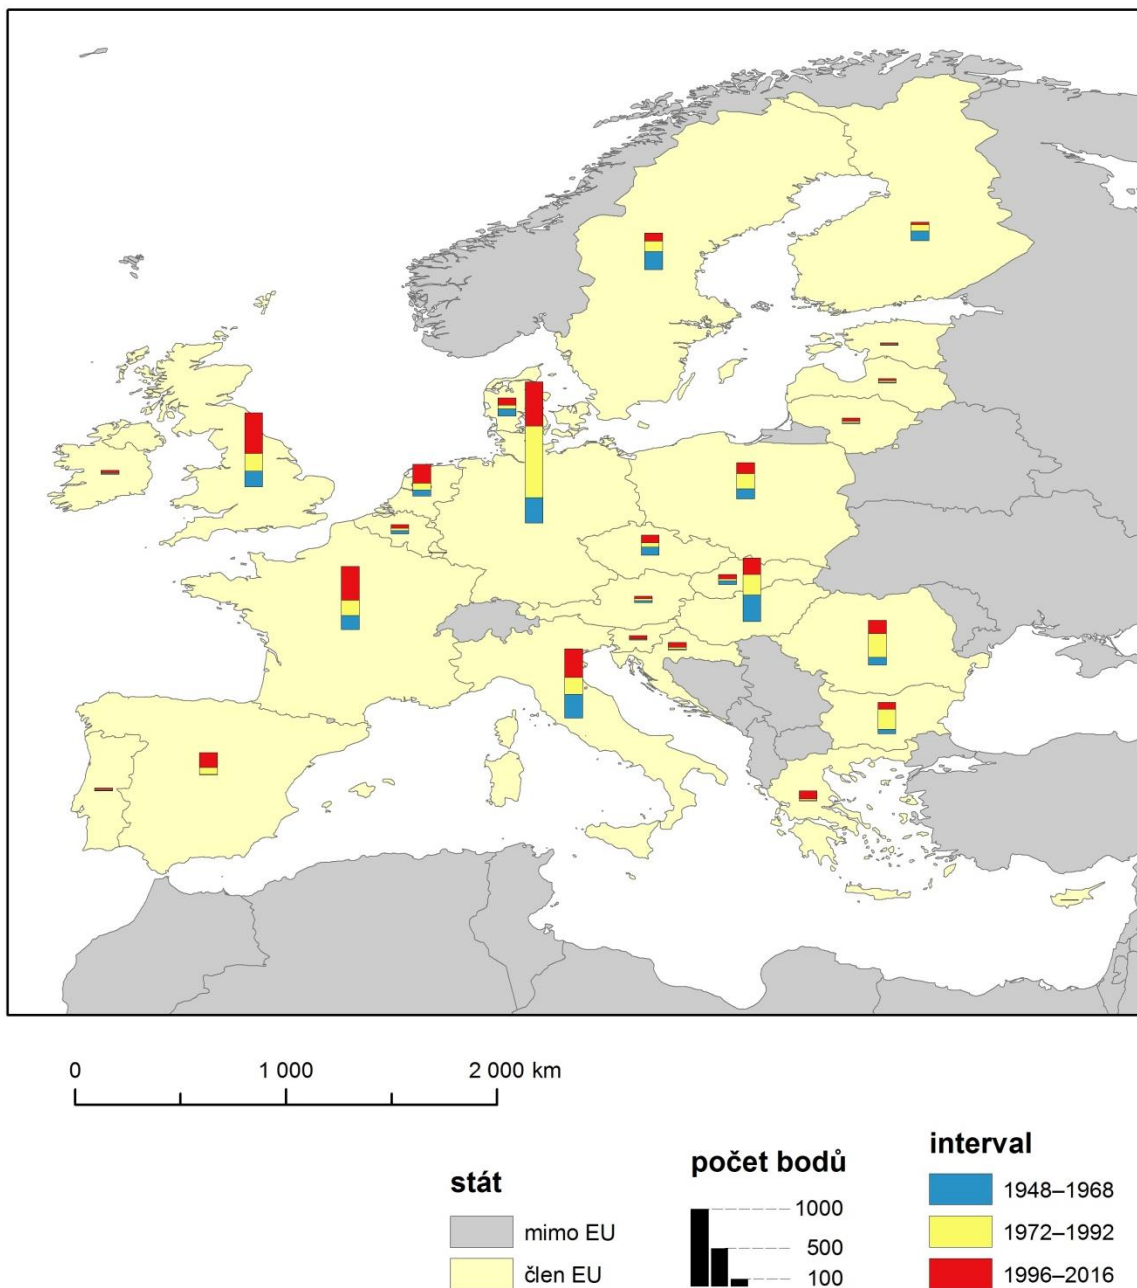 0 1 000 2 000 km
stát
mimo EU
člen EU
počet bodů
1000
500
100
interval
1948–1968
1972–1992
1996–2016